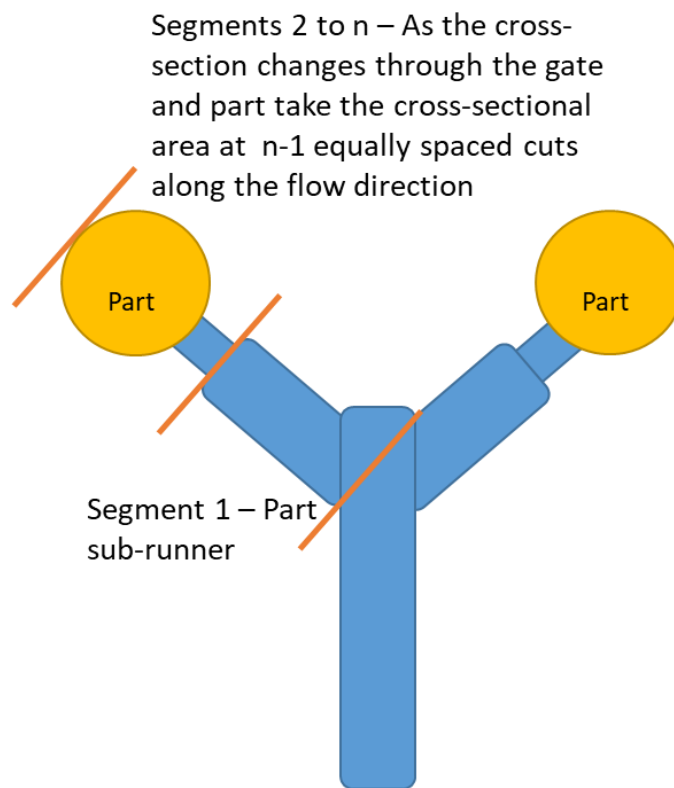 Segments 2 to n – As the cross-
section changes through the gate
and part take the cross-sectional
area at  n-1 equally spaced cuts
along the flow direction
Part
Part
Segment 1 – Part
sub-runner